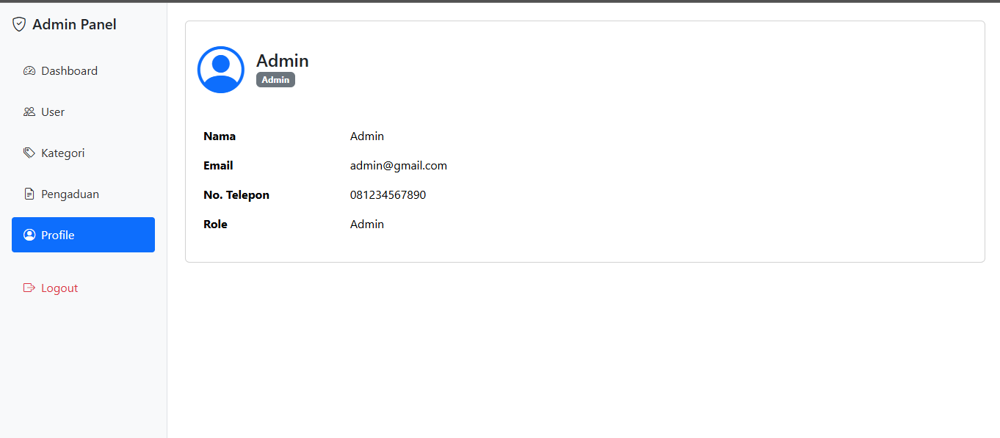 Admin Panel
Dashboard
User
Kategori
Pengaduan
Profile
Logout
Admin
Admin
Nama Admin
Email admin@gmail.com
No. Telepon 081234567890
Role Admin